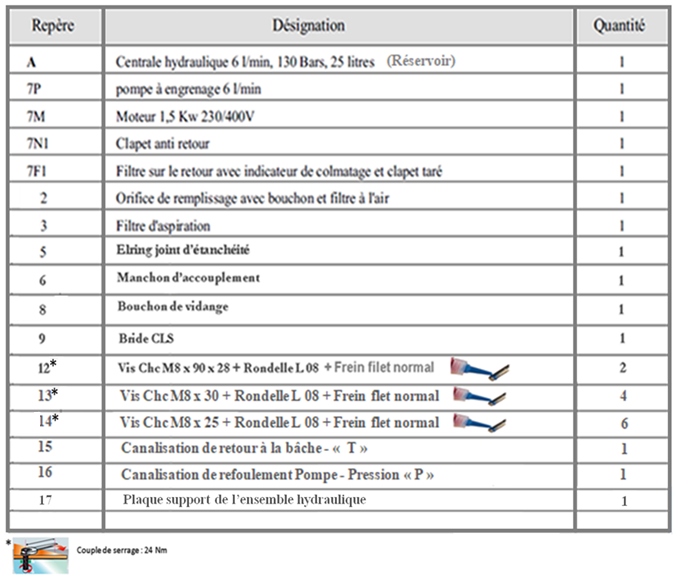 Repère Désignation Quantité
A Centrale hydraulique 6 l/min, 130 Bars, 25 litres (Réservoir) 1
7P pompe à engrenage 6 l/min 1
7M Moteur 1,5 Kw 230/400V 1
7N1 Clapet anti retour 1
7F1 Filtre sur le retour avec indicateur de colmatage et clapet taré 1
2 Orifice de remplissage avec bouchon et filtre à l'air 1
3 Filtre d'aspiration 1
5 Elring joint d'étanchéité 1
6 Manchon d'accouplement 1
8 Bouchon de vidange 1
9 Bride CLS 1
12* Vis Chc M8 x 90 x 28 + Rondelle L 08 + Frein filet normal 2
13* Vis Chc M8 x 30 + Rondelle L 08 + Frein flet normal 4
14* Vis Chc M8 x 25 + Rondelle L 08 + Frein flet normal 6
15 Canalisation de retour à la bâche - « T » 1
16 Canalisation de refoulement Pompe - Pression « P » 1
17 Plaque support de l'ensemble hydraulique 1
* Couple de serrage : 24 Nm